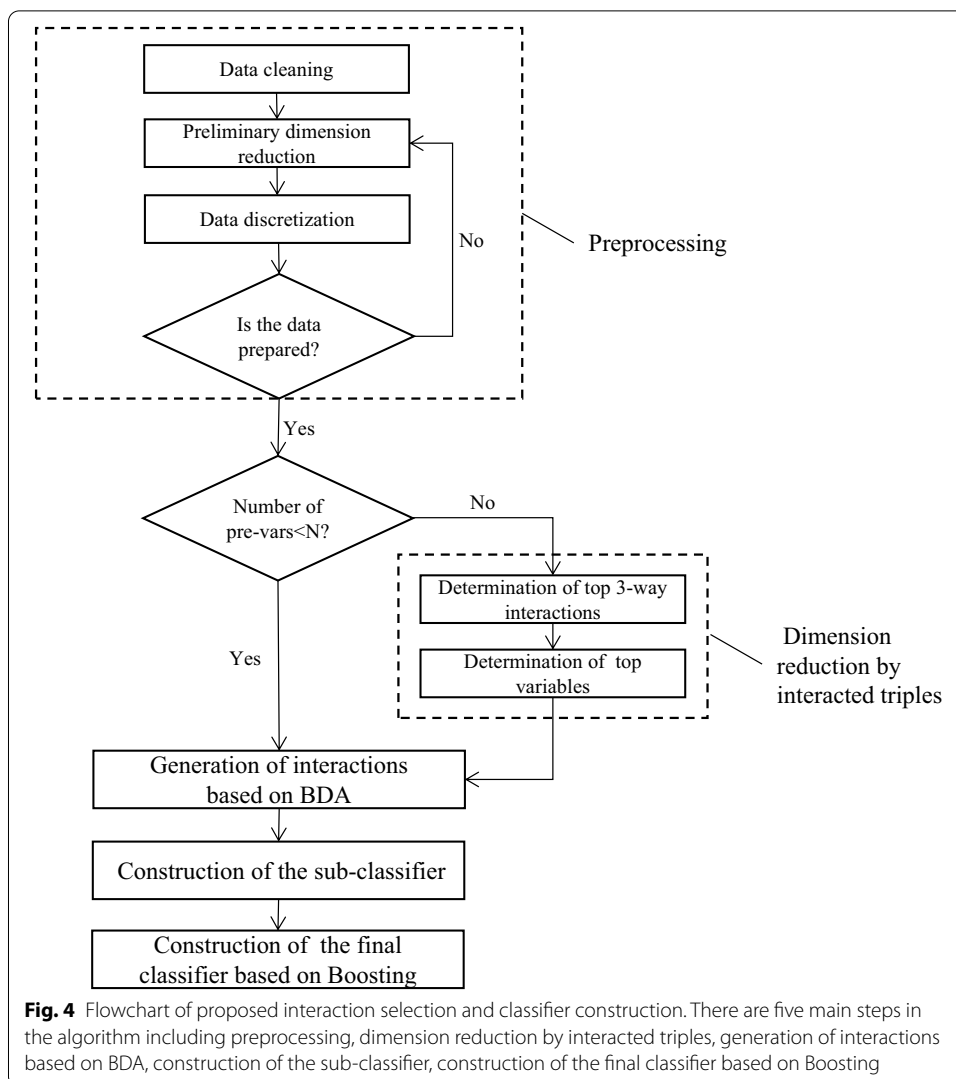 Data cleaning
Preliminary dimension
reduction
Data discretization
No
Preprocessing
Is the data
prepared?
Yes
Number of
pre-vars<N?
No
Determination of top 3-way
interactions
Determination of top
variables
Dimension
reduction by
interacted triples
Yes
Generation of interactions
based on BDA
Construction of the sub-classifier
Construction of the final
classifier based on Boosting
Fig. 4 Flowchart of proposed interaction selection and classifier construction. There are five main steps in
the algorithm including preprocessing, dimension reduction by interacted triples, generation of interactions
based on BDA, construction of the sub-classifier, construction of the final classifier based on Boosting